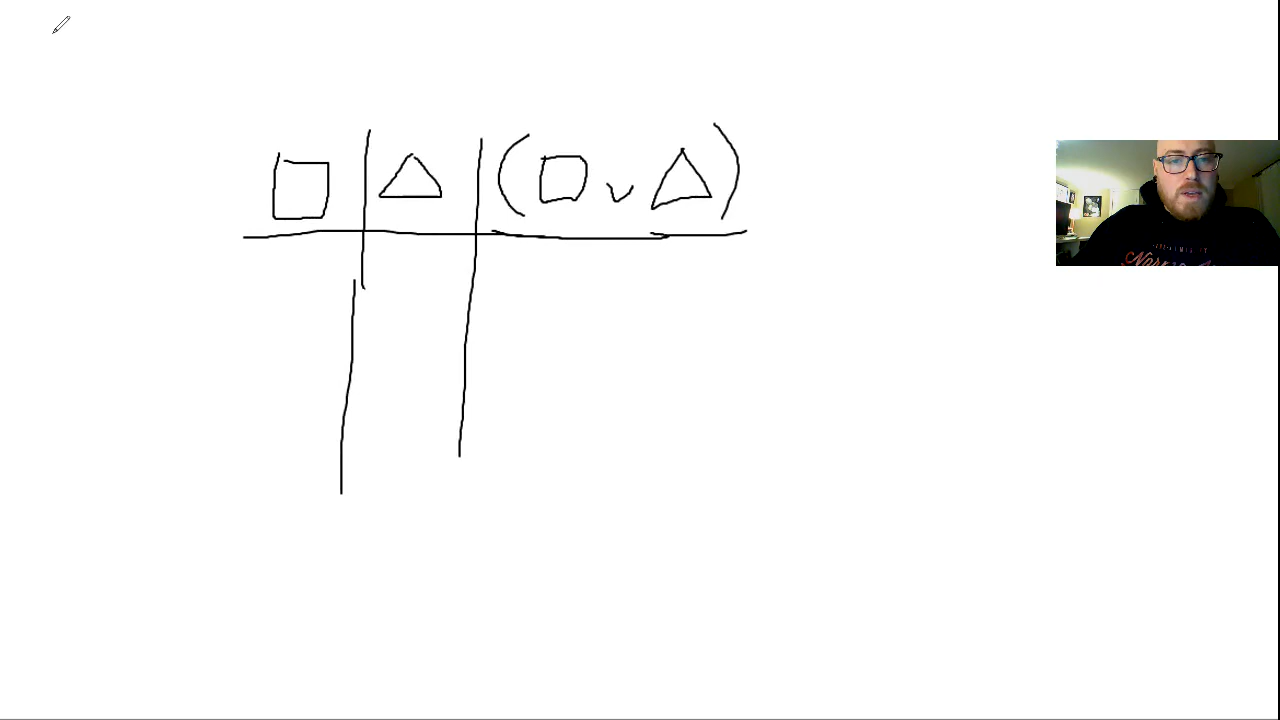 □ △ (□ ∨ △)